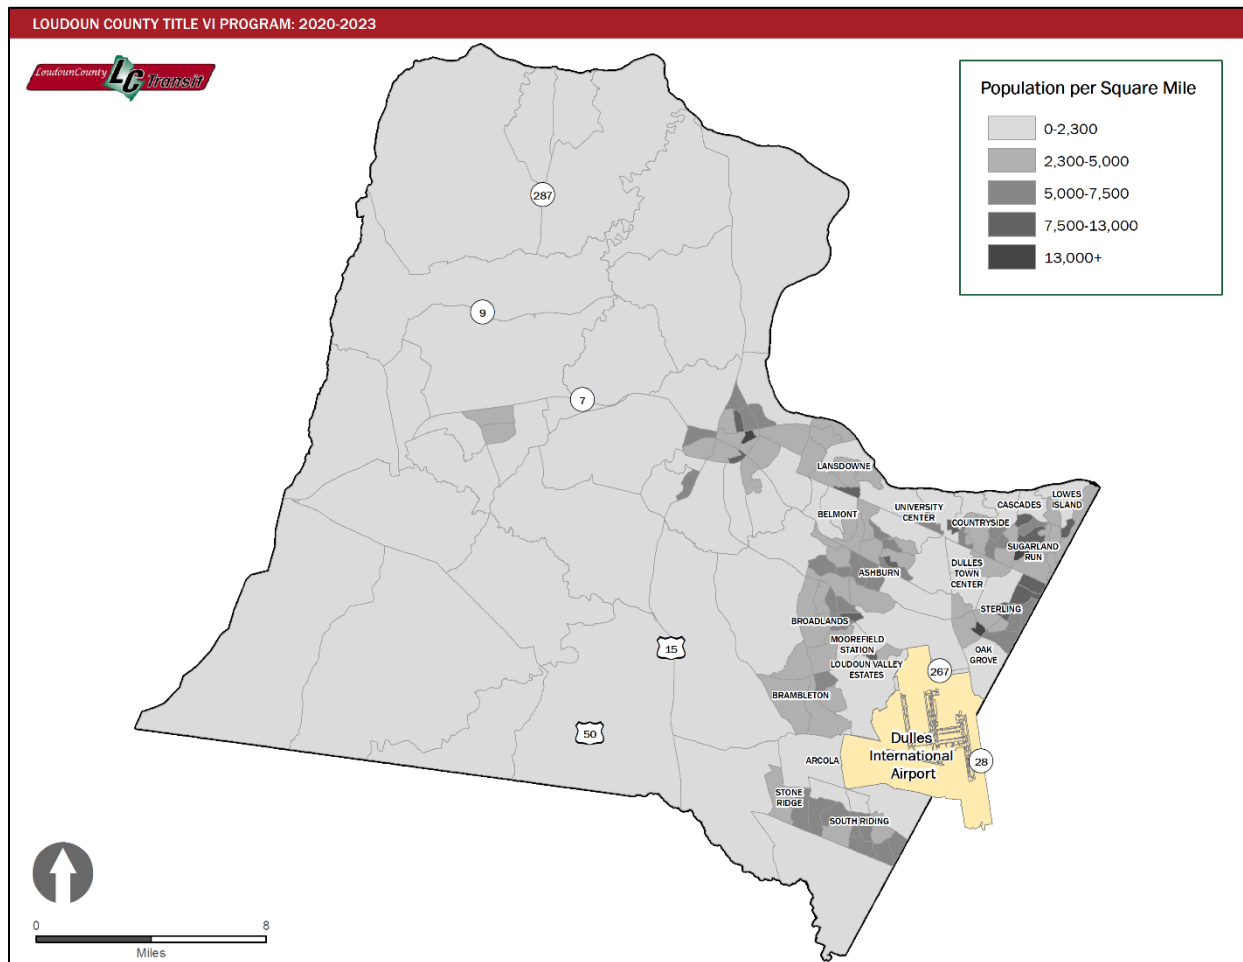 LOUDOUN COUNTY TITLE VI PROGRAM: 2020-2023
LoudounCounty LC Transit
Population per Square Mile
0-2,300
2,300-5,000
5,000-7,500
7,500-13,000
13,000+
287
9
7
LANSDOWNE
LOWES
ISLAND
CASCADES
UNIVERSITY
CENTER
BELMONT
COUNTRYSIDE
SUGARLAND
RUN
DULLES
TOWN
CENTER
ASHBURN
STERLING
BROADLANDS
MOOREFIELD
STATION
OAK
GROVE
15
LOUDOUN VALLEY
ESTATES
267
BRAMBLETON
50
Dulles
International
Airport
ARCOLA
28
STONE
RIDGE
SOUTH RIDING
0 8
Miles